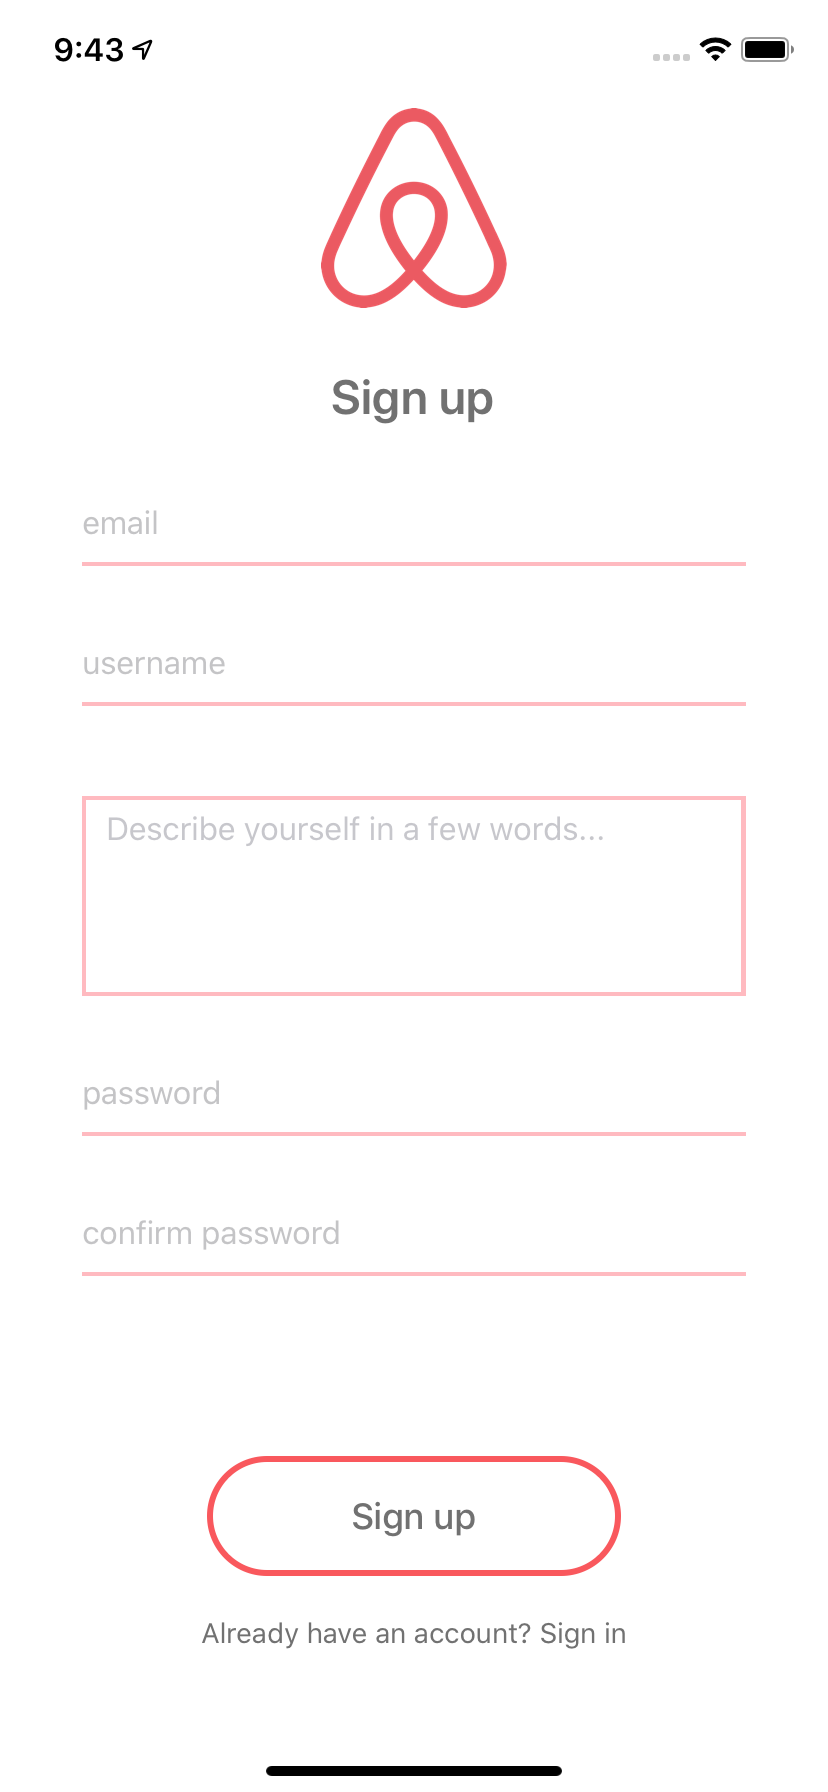 9:43
Sign up
email
username
Describe yourself in a few words...
password
confirm password
Sign up
Already have an account? Sign in